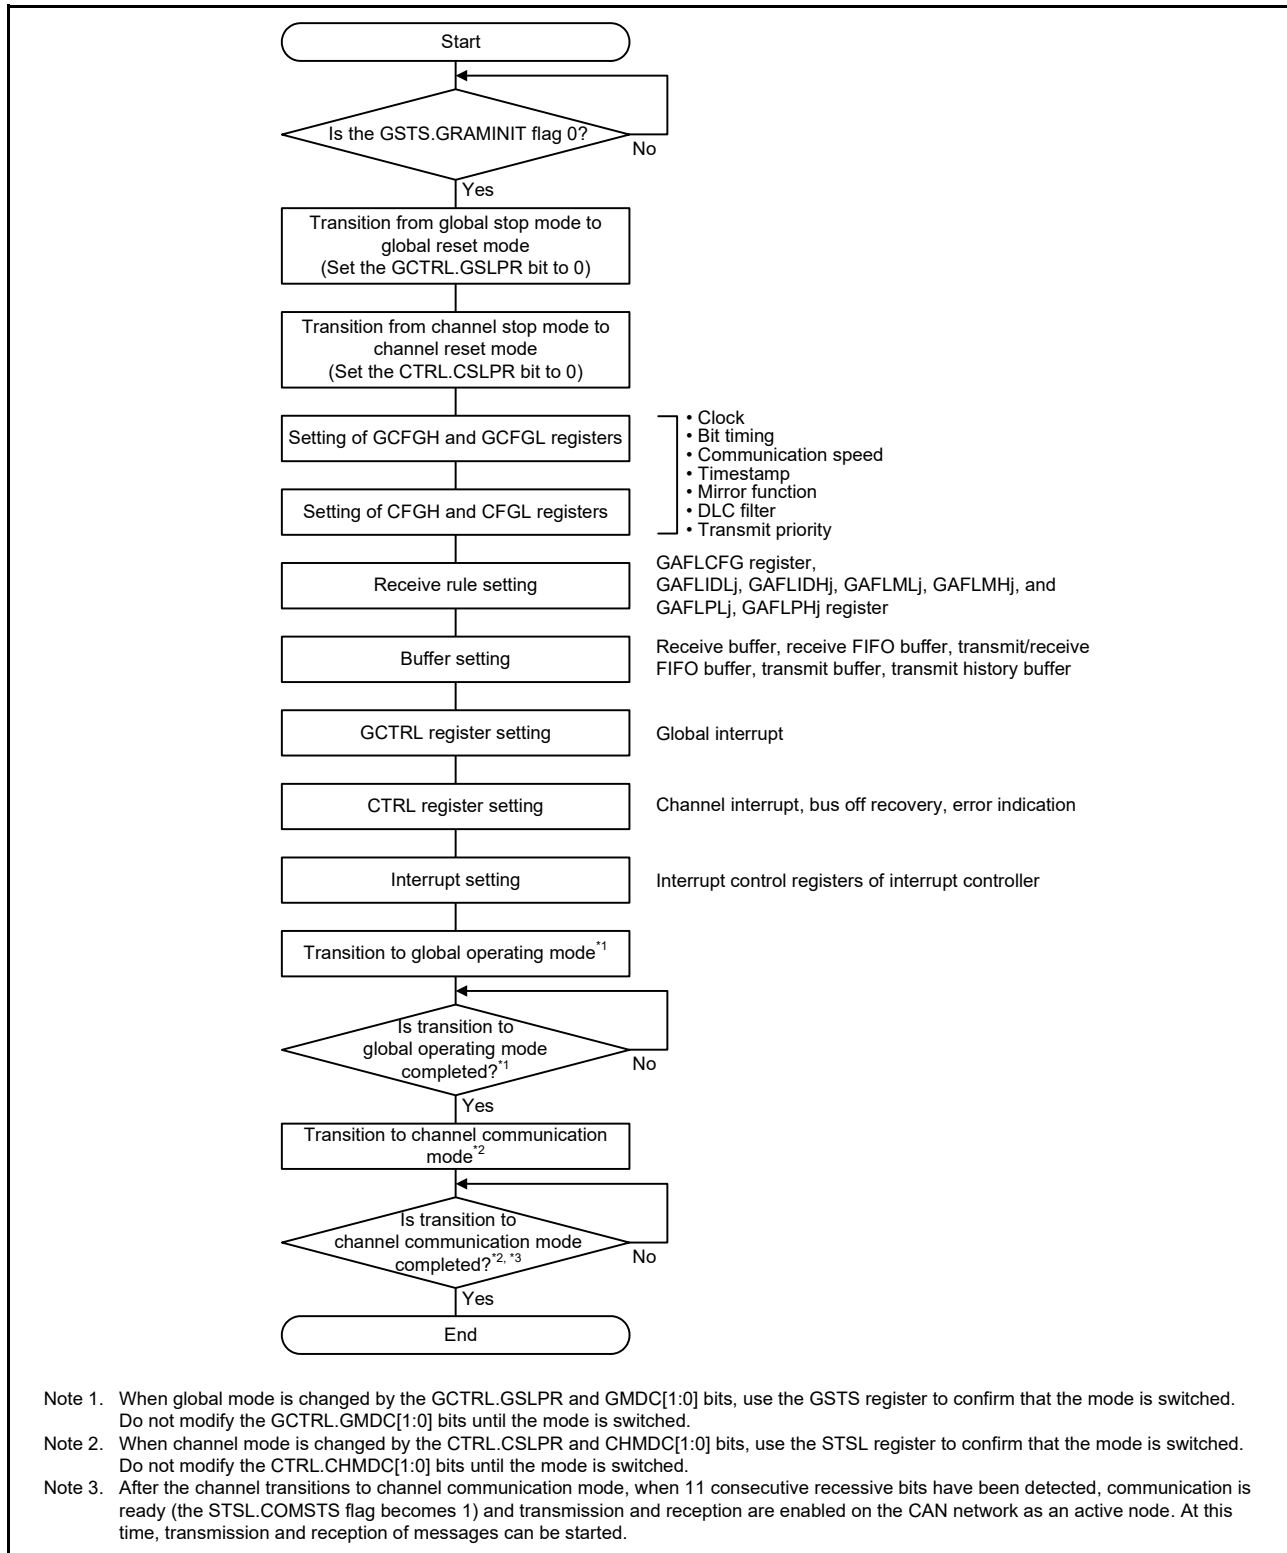 Start
Is the GSTS.GRAMINIT flag 0?
No
Yes
Transition from global stop mode to
global reset mode
(Set the GCTRL.GSLPR bit to 0)
Transition from channel stop mode to
channel reset mode
(Set the CTRL.CSLPR bit to 0)
Setting of GCFGH and GCFGL registers
Setting of CFGH and CFGL registers
• Clock
• Bit timing
• Communication speed
• Timestamp
• Mirror function
• DLC filter
• Transmit priority
Receive rule setting
GAFLCFG register,
GAFLIDLj, GAFLIDHj, GAFLMLj, GAFLMHj, and
GAFLPLj, GAFLPHj register
Buffer setting
Receive buffer, receive FIFO buffer, transmit/receive
FIFO buffer, transmit buffer, transmit history buffer
GCTRL register setting
Global interrupt
CTRL register setting
Channel interrupt, bus off recovery, error indication
Interrupt setting
Interrupt control registers of interrupt controller
Transition to global operating mode*1
Is transition to
global operating mode
completed?*1
No
Yes
Transition to channel communication
mode*2
Is transition to
channel communication mode
completed?*2, *3
No
Yes
End
Note 1. When global mode is changed by the GCTRL.GSLPR and GMDC[1:0] bits, use the GSTS register to confirm that the mode is switched.
Do not modify the GCTRL.GMDC[1:0] bits until the mode is switched.
Note 2. When channel mode is changed by the CTRL.CSLPR and CHMDC[1:0] bits, use the STSL register to confirm that the mode is switched.
Do not modify the CTRL.CHMDC[1:0] bits until the mode is switched.
Note 3. After the channel transitions to channel communication mode, when 11 consecutive recessive bits have been detected, communication is
ready (the STSL.COMSTS flag becomes 1) and transmission and reception are enabled on the CAN network as an active node. At this
time, transmission and reception of messages can be started.